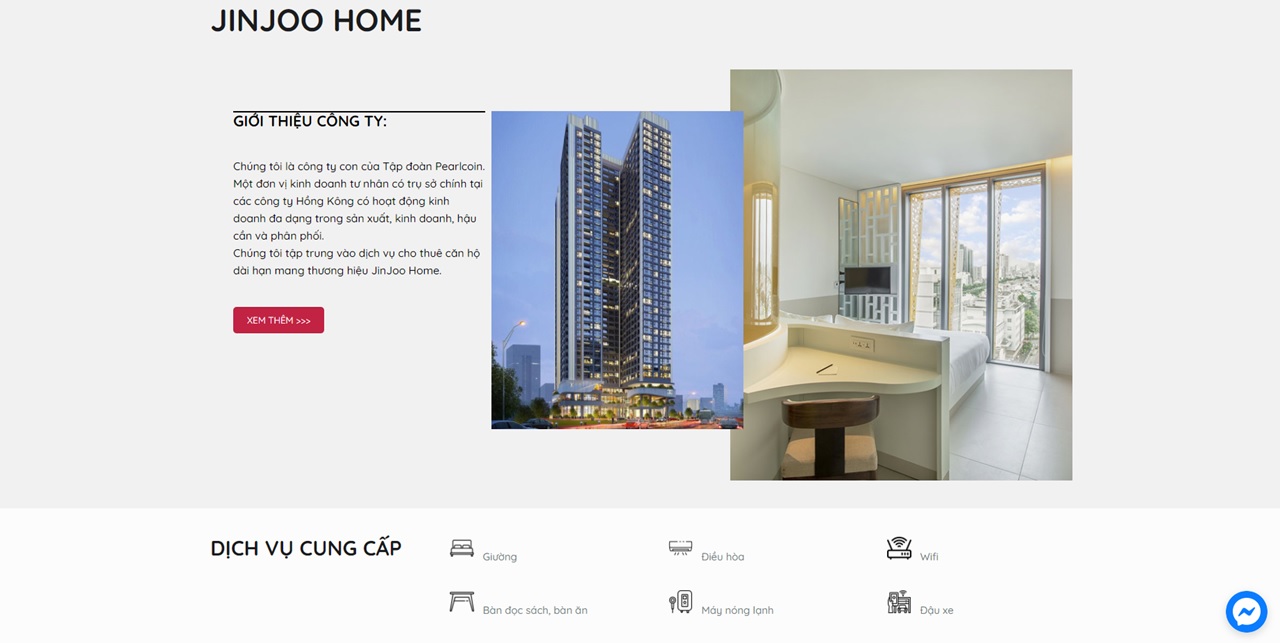 JINJOO HOME
GIỚI THIỆU CÔNG TY:
Chúng tôi là công ty con của Tập đoàn Pearlcoin.
Một đơn vị kinh doanh tư nhân có trụ sở chính tại
các công ty Hồng Kông có hoạt động kinh
doanh đa dạng trong sản xuất, kinh doanh, hậu
cần và phân phối.
Chúng tôi tập trung vào dịch vụ cho thuê căn hộ
dài hạn mang thương hiệu JinJoo Home.
XEM THÊM >>>
DỊCH VỤ CUNG CẤP
Giường
Điều hòa
Wifi
Bàn đọc sách, bàn ăn
Máy nóng lạnh
Đậu xe